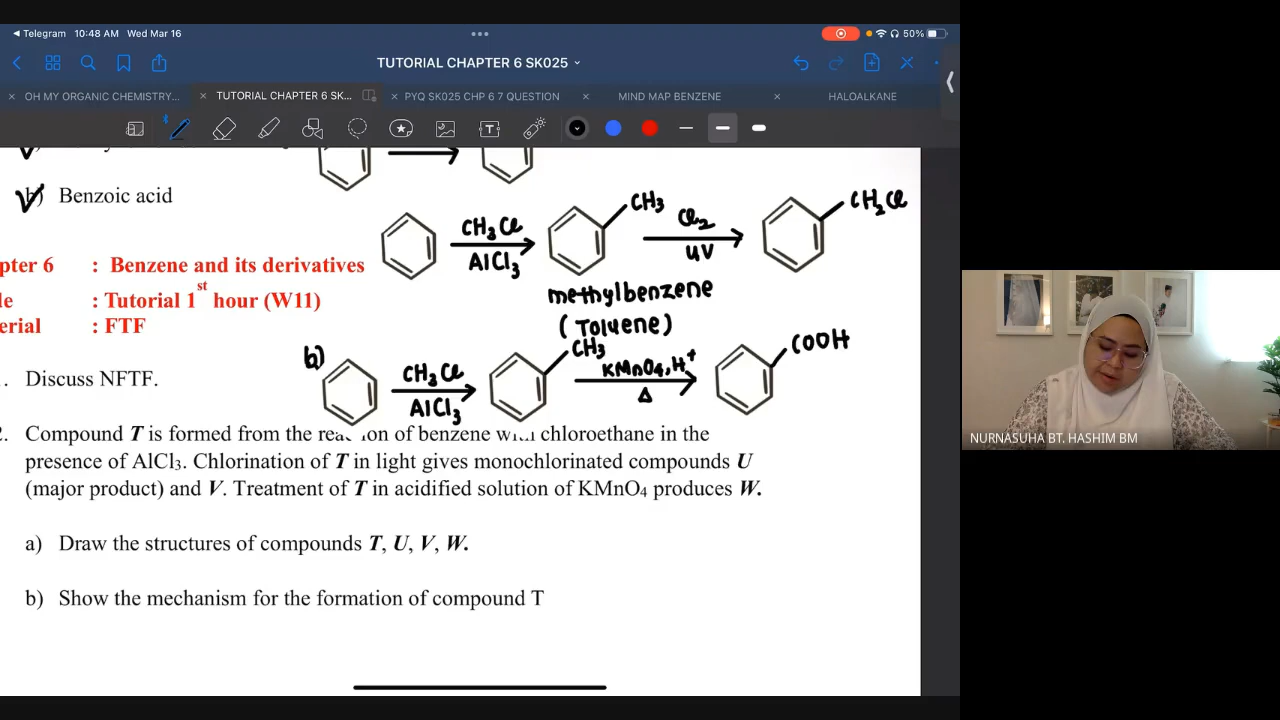 Telegram 10:48 AM Wed Mar 16
50%
TUTORIAL CHAPTER 6 SK025
OH MY ORGANIC CHEMISTRY... TUTORIAL CHAPTER 6 SK... PYQ SK025 CHP 6 7 QUESTION MIND MAP BENZENE HALOALKANE
b) Benzoic acid
CH3Cl
AlCl3
CH3
Cl2
UV
CH2Cl
pter 6 : Benzene and its derivatives
: Tutorial 1st hour (W11)
erial : FTF
methylbenzene
(Toluene)
b)
CH3Cl
AlCl3
CH3
KMnO4, H+
Δ
COOH
. Discuss NFTF.
. Compound T is formed from the reac ion of benzene with chloroethane in the
presence of AlCl3. Chlorination of T in light gives monochlorinated compounds U
(major product) and V. Treatment of T in acidified solution of KMnO4 produces W.
a) Draw the structures of compounds T, U, V, W.
b) Show the mechanism for the formation of compound T
NURNASUHA BT. HASHIM BM